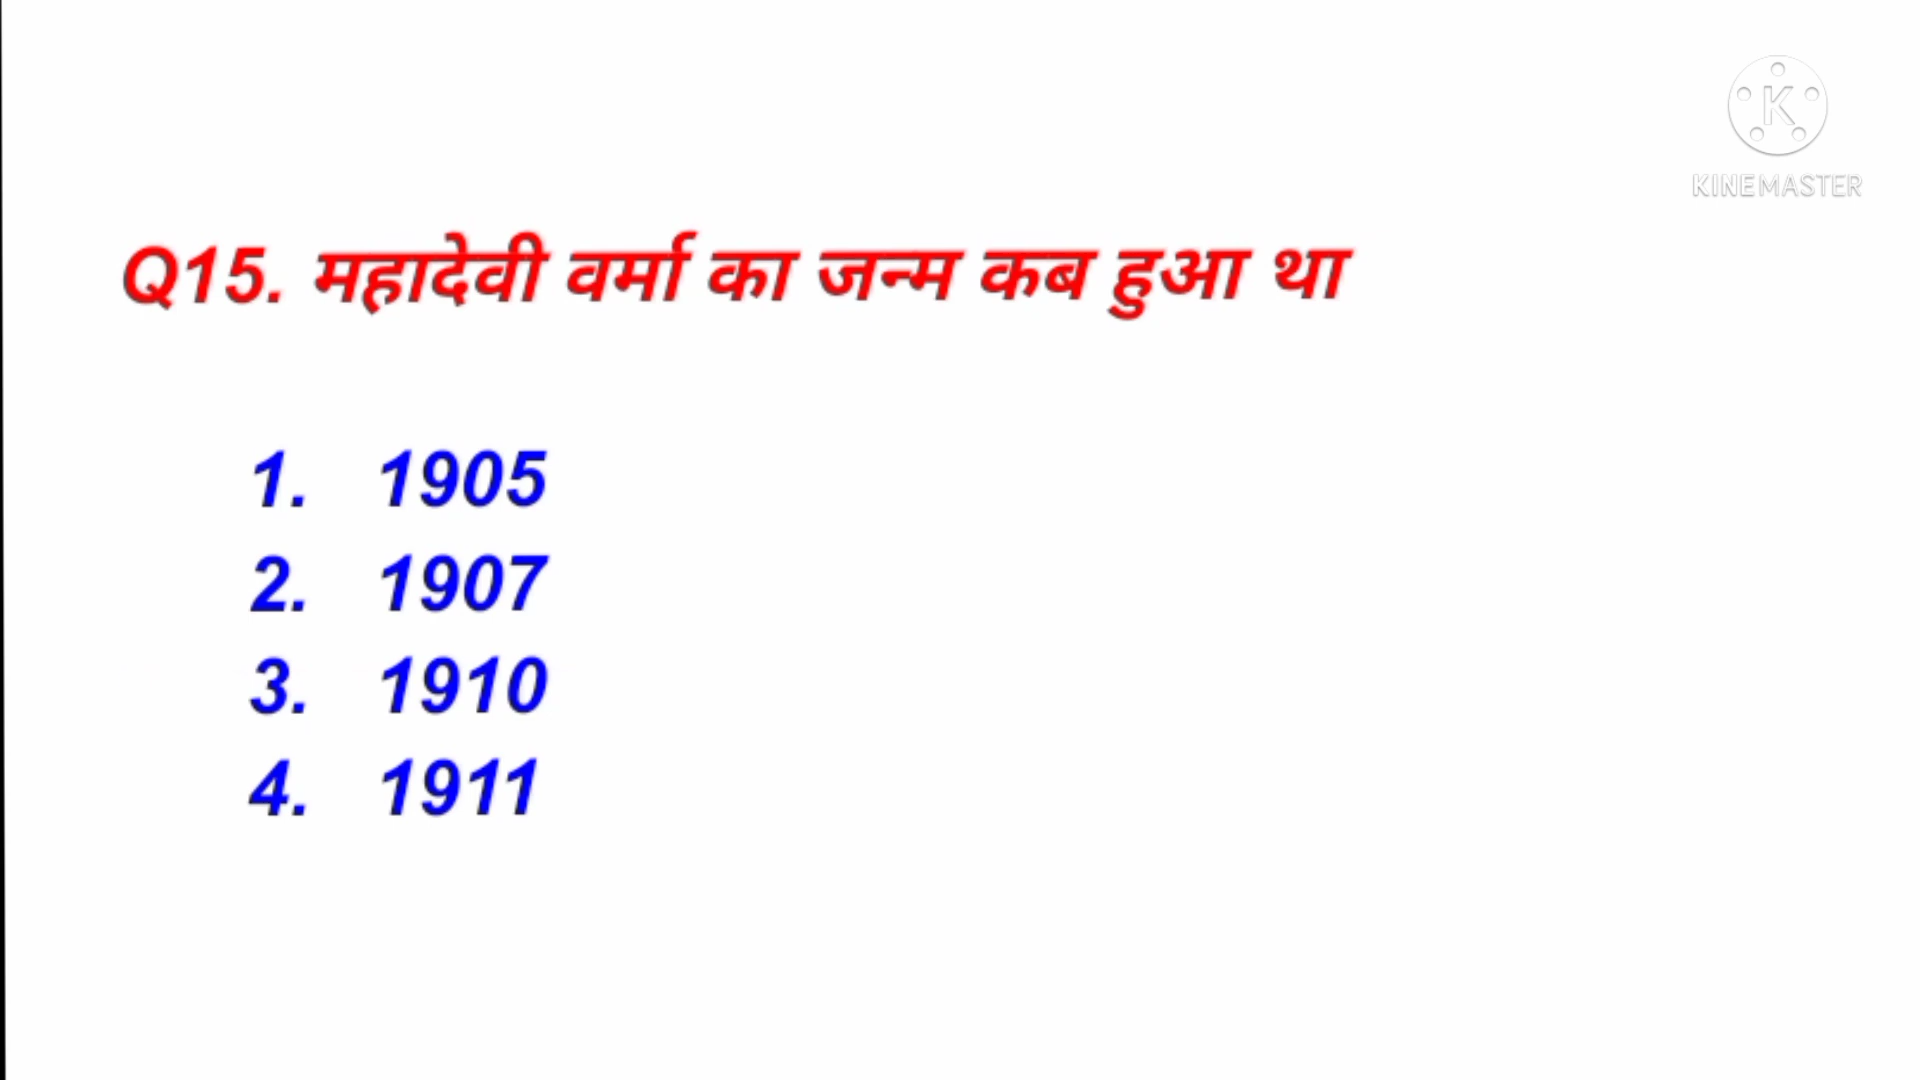 KINEMASTER
Q15. महादेवी वर्मा का जन्म कब हुआ था
1. 1905
2. 1907
3. 1910
4. 1911